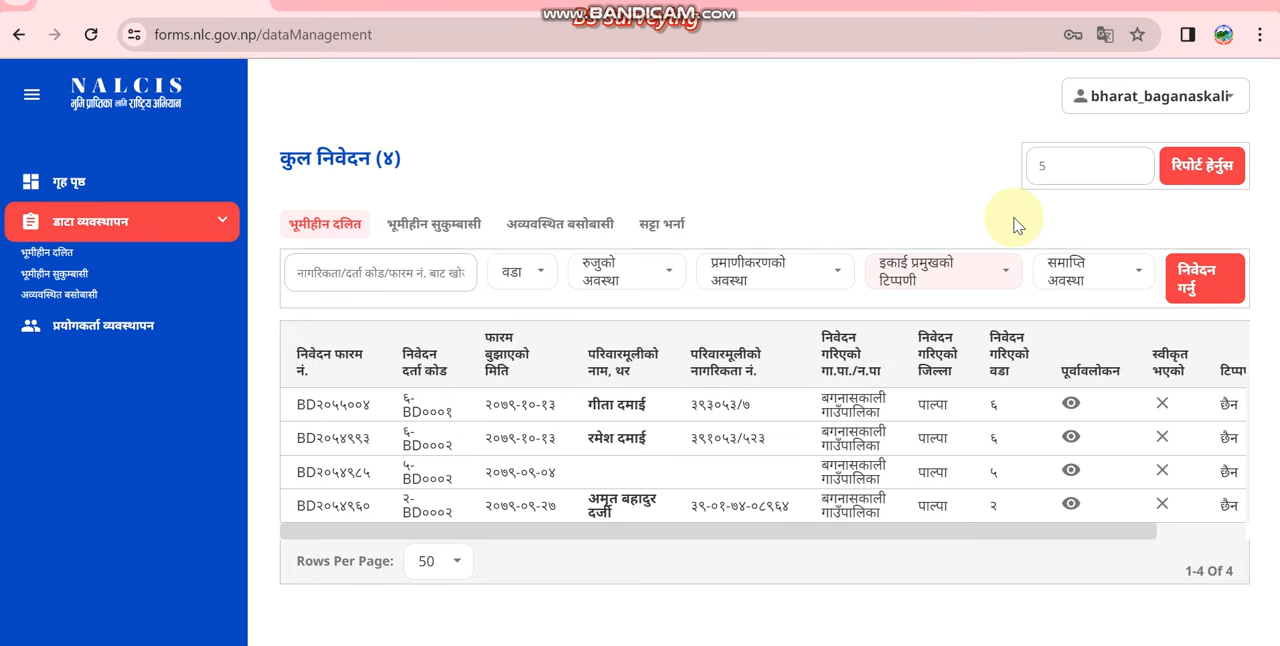 www.BANDICAM.com
BS Surveying
forms.nlc.gov.np/dataManagement
NALCIS
भूमि प्राप्तिका लागि राष्ट्रिय अभियान
bharat_baganaskali
गृह पृष्ठ
डाटा व्यवस्थापन
भूमीहीन दलित
भूमीहीन सुकुम्बासी
अव्यवस्थित बसोबासी
प्रयोगकर्ता व्यवस्थापन
कुल निवेदन (४)
5
रिपोर्ट हेर्नुस
भूमीहीन दलित भूमीहीन सुकुम्बासी अव्यवस्थित बसोबासी सट्टा भर्ना
नागरिकता/दर्ता कोड/फारम नं. बाट खो
वडा
रुजुको
अवस्था
प्रमाणीकरणको
अवस्था
इकाई प्रमुखको
टिप्पणी
समाप्ति
अवस्था
निवेदन
गर्नु
निवेदन फारम
नं.
निवेदन
दर्ता कोड
फारम
बुझाएको
मिति
परिवारमूलीको
नाम, थर
परिवारमूलीको
नागरिकता नं.
निवेदन
गरिएको
गा.पा./न.पा
निवेदन
गरिएको
जिल्ला
निवेदन
गरिएको
वडा
पूर्वावलोकन
स्वीकृत
भएको
टिप्प
BD२०५५००४
६-
BD०००१
२०७९-१०-१३
गीता दमाई
३९३०५३/७
बगनासकाली
गाउँपालिका
पाल्पा
६
छैन
BD२०५४९९३
६-
BD०००२
२०७९-१०-१३
रमेश दमाई
३९१०५३/५२३
बगनासकाली
गाउँपालिका
पाल्पा
६
छैन
BD२०५४९८५
५-
BD०००२
२०७९-०९-०४
बगनासकाली
गाउँपालिका
पाल्पा
५
छैन
BD२०५४९६०
२-
BD०००२
२०७९-०९-२७
अमृत बहादुर
दर्जी
३९-०१-७४-०८९६४
बगनासकाली
गाउँपालिका
पाल्पा
२
छैन
Rows Per Page: 50
1-4 Of 4